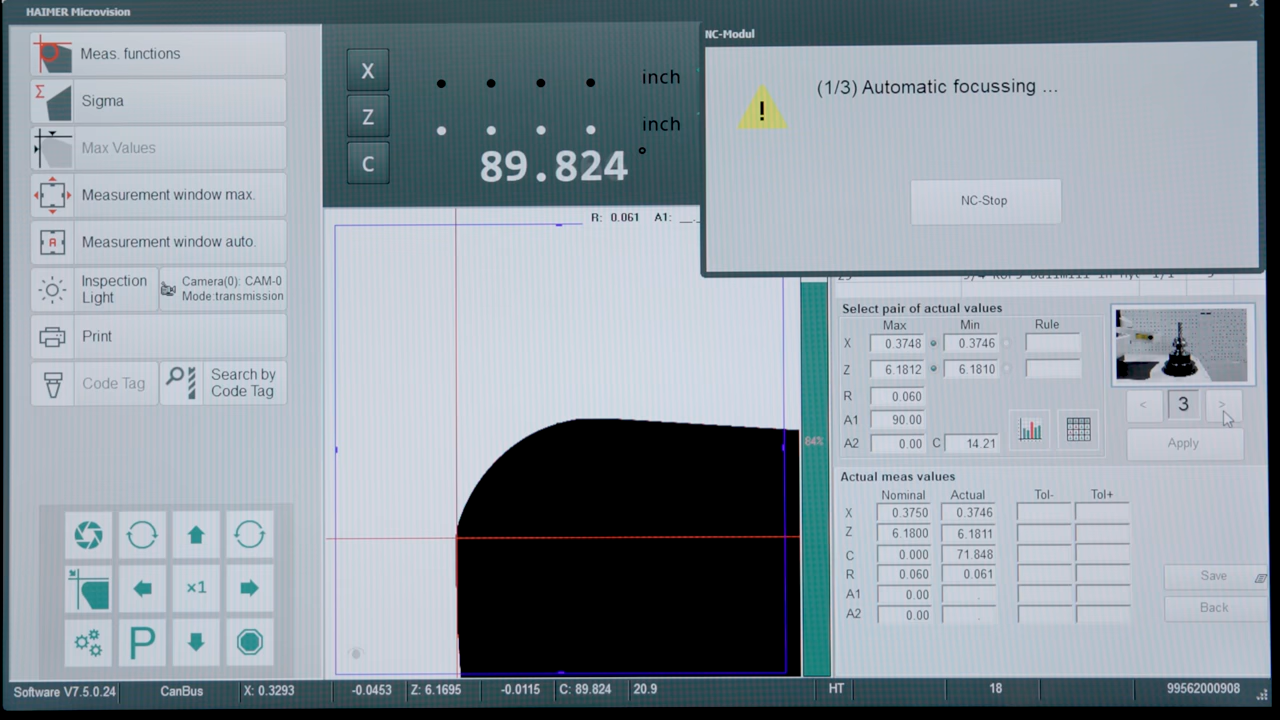 HAIMER Microvision
Meas. functions
Sigma
Max Values
Measurement window max.
Measurement window auto.
Inspection
Light
Camera(0): CAM-0
Mode:transmission
Print
Code Tag
Search by
Code Tag
×1
P
X
inch
Z
inch
C
89.824 °
R: 0.061 A1:
84%
NC-Modul
(1/3) Automatic focussing ...
NC-Stop
Select pair of actual values
Max Min Rule
X 0.3748 0.3746
Z 6.1812 6.1810
R 0.060
A1 90.00
A2 0.00 C 14.21
< 3 >
Apply
Actual meas values
Nominal Actual Tol- Tol+
X 0.3750 0.3746
Z 6.1800 6.1811
C 0.000 71.848
R 0.060 0.061
A1 0.00
A2 0.00
Save
Back
Software V7.5.0.24 CanBus X: 0.3293 -0.0453 Z: 6.1695 -0.0115 C: 89.824 20.9 HT 18 99562000908